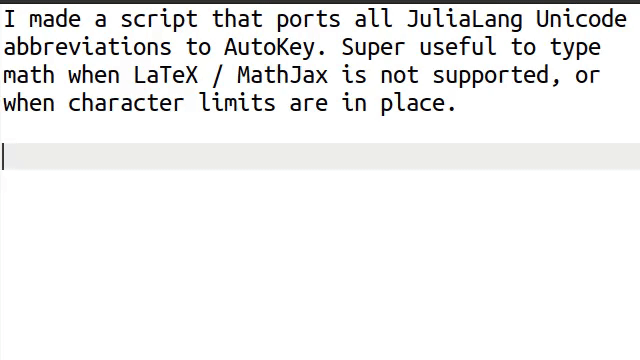 I made a script that ports all JuliaLang Unicode
abbreviations to AutoKey. Super useful to type
math when LaTeX / MathJax is not supported, or
when character limits are in place.